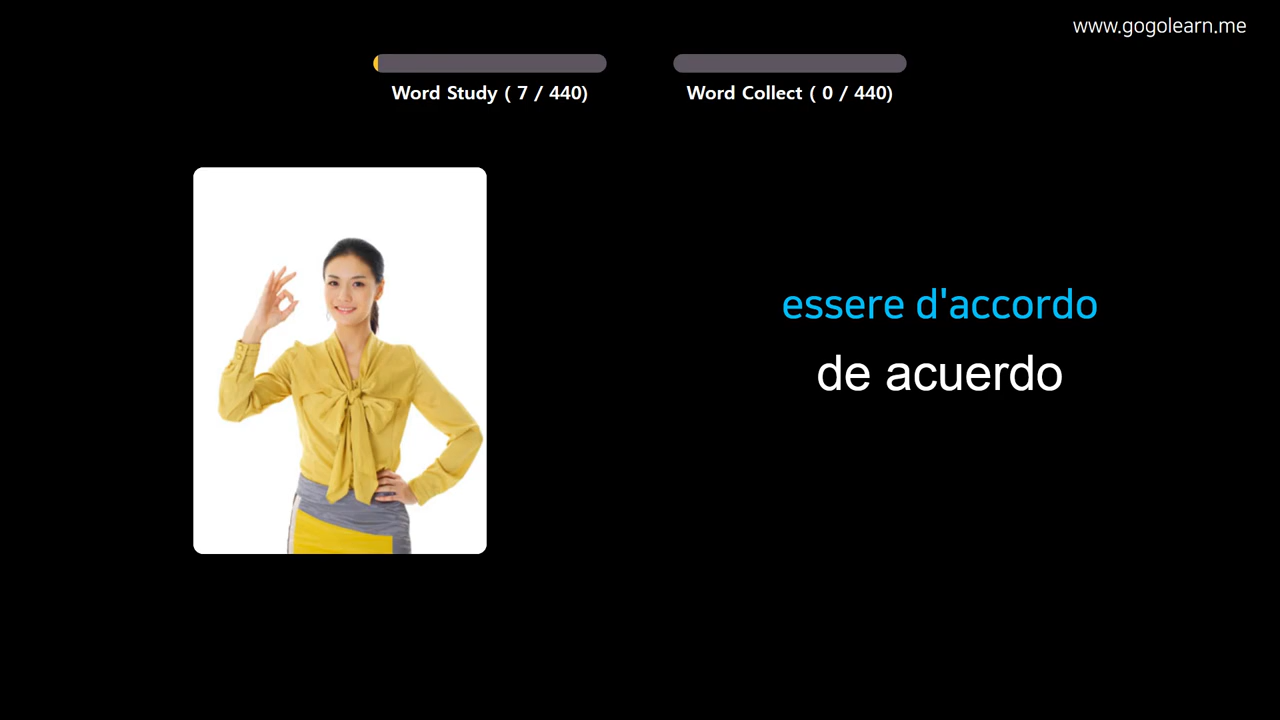 www.gogolearn.me
Word Study ( 7 / 440)
Word Collect ( 0 / 440)
essere d'accordo
de acuerdo